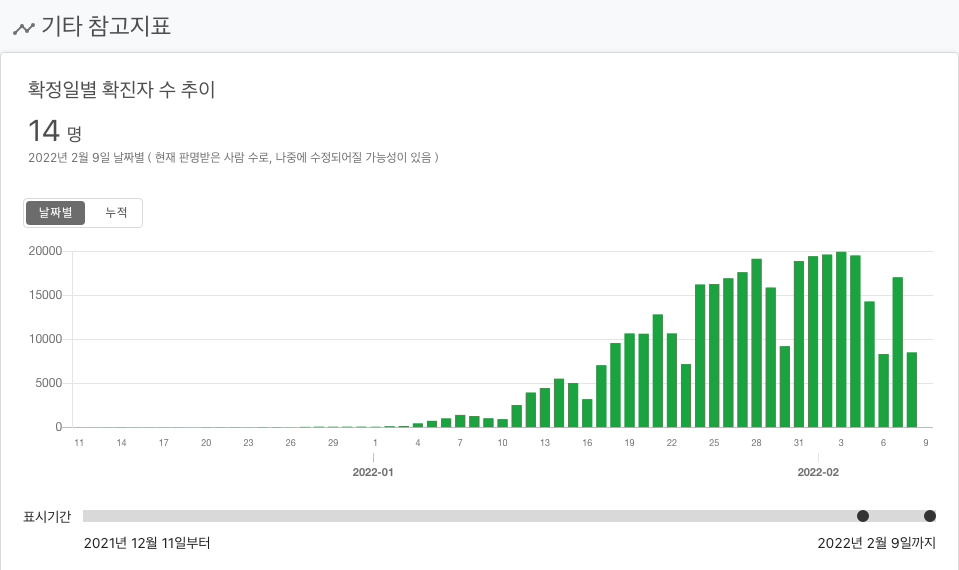 기타 참고지표
확정일별 확진자 수 추이
14 명
2022년 2월 9일 날짜별 ( 현재 판명받은 사람 수로, 나중에 수정되어질 가능성이 있음 )
날짜별 누적
20000
15000
10000
5000
0
11 14 17 20 23 26 29 1 4 7 10 13 16 19 22 25 28 31 3 6 9
2022-01 2022-02
표시기간
2021년 12월 11일부터 2022년 2월 9일까지